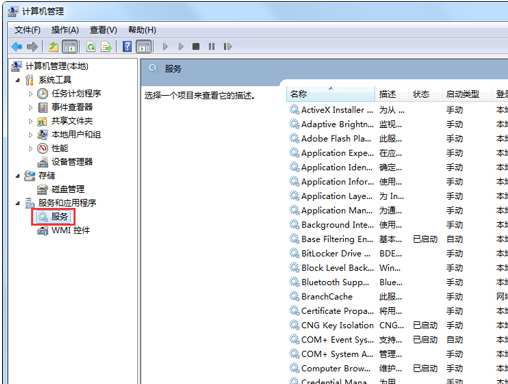 计算机管理
文件(F) 操作(A) 查看(V) 帮助(H)
计算机管理(本地)
系统工具
任务计划程序
事件查看器
共享文件夹
本地用户和组
性能
设备管理器
存储
磁盘管理
服务和应用程序
服务
WMI 控件
服务
选择一个项目来查看它的描述。
名称 描述 状态 启动类型 登
ActiveX Installer ... 为从 ... 手动 本
Adaptive Brightn... 监视... 手动 本
Adobe Flash Pla... 此服... 手动 本
Application Expe... 在应... 手动 本
Application Iden... 确定... 手动 本
Application Infor... 使用... 手动 本
Application Laye... 为 In... 手动 本
Application Man... 为通... 手动 本
Background Inte... 使用... 手动 本
Base Filtering En... 基本... 已启动 自动 本
BitLocker Drive ... BDE... 手动 本
Block Level Back... Win... 手动 本
Bluetooth Supp... Blue... 手动 本
BranchCache 此服... 手动 网
Certificate Propa... 将用... 手动 本
CNG Key Isolation CNG... 已启动 手动 本
COM+ Event Sys... 支持... 已启动 自动 本
COM+ System A... 管理... 手动 本
Computer Brow... 维护... 已启动 手动 本
Credential Mana... 为用... 手动 本